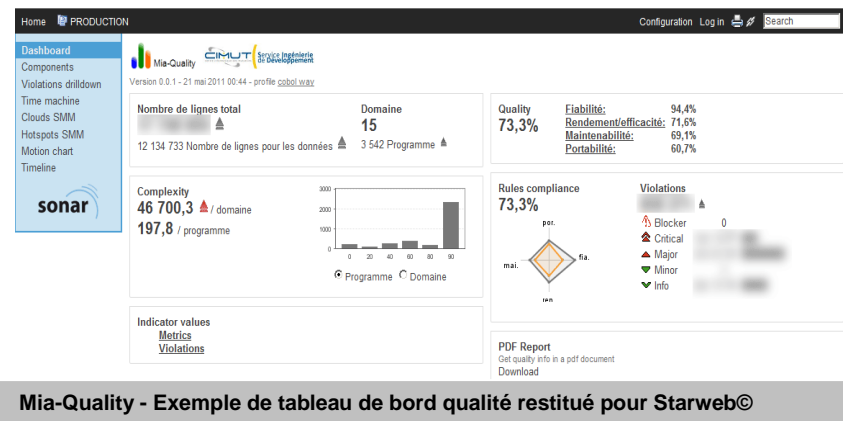 Home PRODUCTION Configuration Log in Search
Dashboard
Components
Violations drilldown
Time machine
Clouds SMM
Hotspots SMM
Motion chart
Timeline
sonar
Mia-Quality CIMUT Service Ingénierie de Développement
Version 0.0.1 - 21 mai 2011 00:44 - profile cobol way
Nombre de lignes total
12 134 733 Nombre de lignes pour les données
Domaine
15
3 542 Programme
Quality
73,3%
Fiabilité: 94,4%
Rendement/efficacité: 71,6%
Maintenabilité: 69,1%
Portabilité: 60,7%
Complexity
46 700,3 / domaine
197,8 / programme
3000
2000
1000
0
0 20 40 60 80 90
Programme Domaine
Rules compliance
73,3%
por.
mai. fia.
ren
Violations
Blocker 0
Critical
Major
Minor
Info
Indicator values
Metrics
Violations
PDF Report
Get quality info in a pdf document
Download
Mia-Quality - Exemple de tableau de bord qualité restitué pour Starweb©